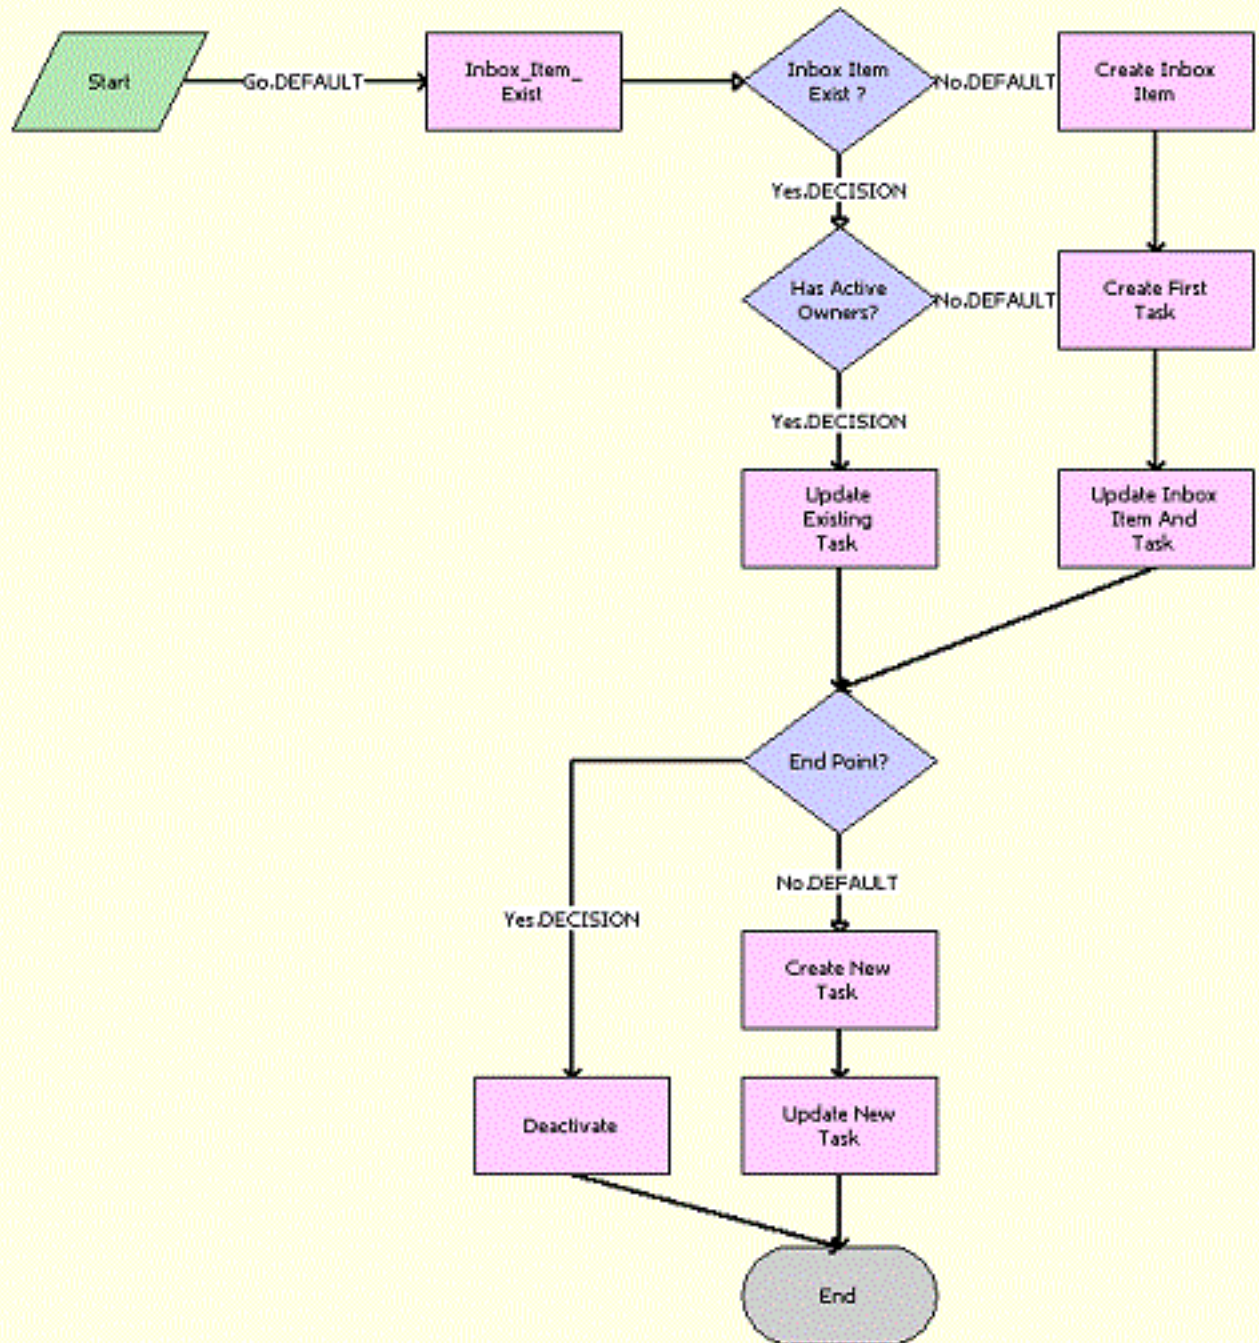 Start
Go.DEFAULT
Inbox_Item_
Exist
Inbox Item
Exist ?
No.DEFAULT
Create Inbox
Item
Yes.DECISION
Has Active
Owners?
No.DEFAULT
Create First
Task
Yes.DECISION
Update
Existing
Task
Update Inbox
Item And
Task
End Point?
No.DEFAULT
Yes.DECISION
Create New
Task
Deactivate
Update New
Task
End